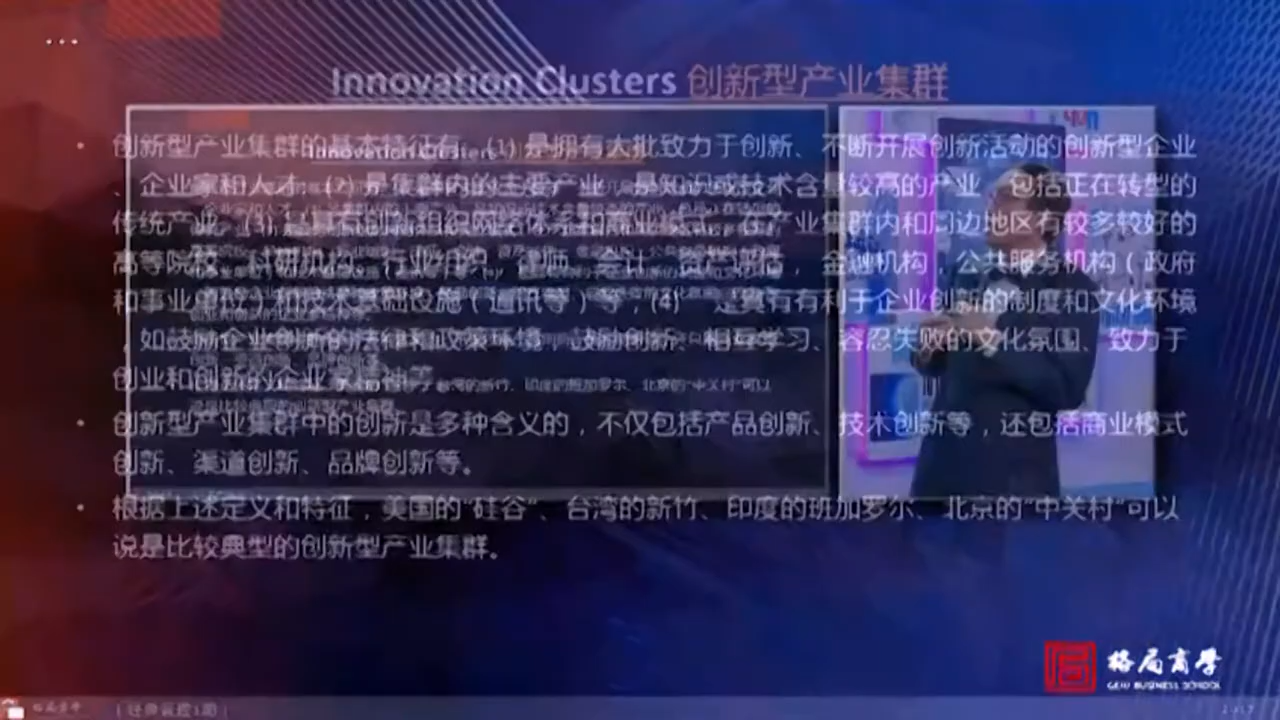 Innovation Clusters 创新型产业集群
• 创新型产业集群的基本特征有 (1) 是拥有大批致力于创新、不断开展创新活动的创新型企业
、企业家和人才 (2) 是集群内的主要产业 是知识或技术含量较高的产业 包括正在转型的
传统产业 (3) 是具有创新组织网络体系和商业模式,在产业集群内和周边地区有较多较好的
高等院校、科研机构、行业组织 律师、会计、资产评估,金融机构,公共服务机构(政府
和事业单位)和技术基础设施(通讯等)等,(4) 是具有有利于企业创新的制度和文化环境
,如鼓励企业创新的法律和政策环境,鼓励创新、相互学习、容忍失败的文化氛围、致力于
创业和创新的企业家精神等
• 创新型产业集群中的创新是多种含义的,不仅包括产品创新、技术创新等,还包括商业模式
创新、渠道创新、品牌创新等。
• 根据上述定义和特征,美国的“硅谷”、台湾的新竹、印度的班加罗尔、北京的“中关村”可以
说是比较典型的创新型产业集群。
格局商学
GEJU BUSINESS SCHOOL